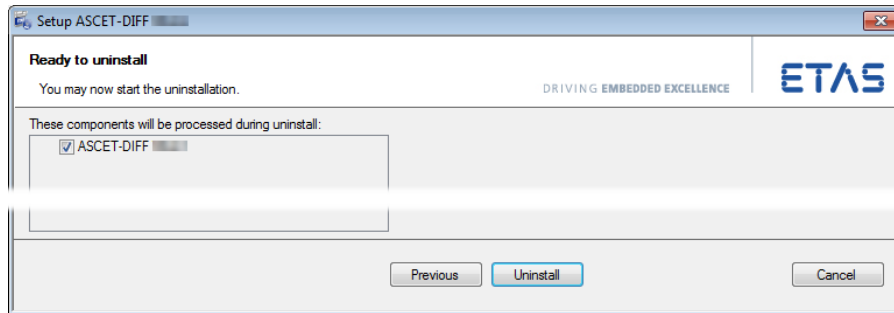 Setup ASCET-DIFF
Ready to uninstall
You may now start the uninstallation.
DRIVING EMBEDDED EXCELLENCE
ETAS
These components will be processed during uninstall:
ASCET-DIFF
Previous
Uninstall
Cancel